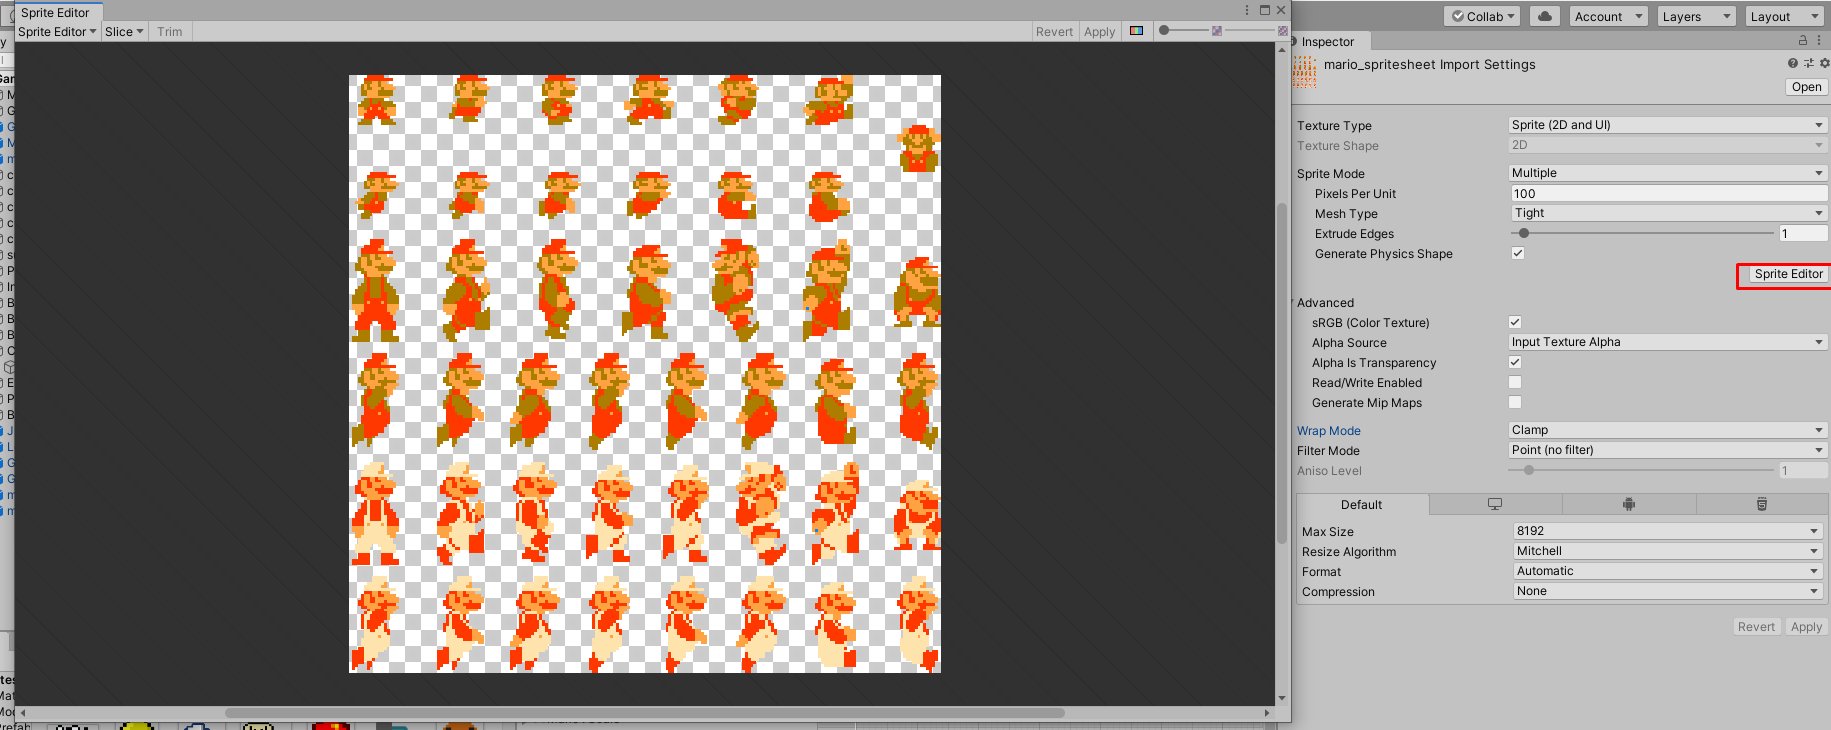 Sprite Editor
Sprite Editor Slice Trim Revert Apply
Collab Account Layers Layout
Inspector
mario_spritesheet Import Settings
Open
Texture Type Sprite (2D and UI)
Texture Shape 2D
Sprite Mode Multiple
Pixels Per Unit 100
Mesh Type Tight
Extrude Edges 1
Generate Physics Shape
Sprite Editor
Advanced
sRGB (Color Texture)
Alpha Source Input Texture Alpha
Alpha Is Transparency
Read/Write Enabled
Generate Mip Maps
Wrap Mode Clamp
Filter Mode Point (no filter)
Aniso Level 1
Default
Max Size 8192
Resize Algorithm Mitchell
Format Automatic
Compression None
Revert Apply